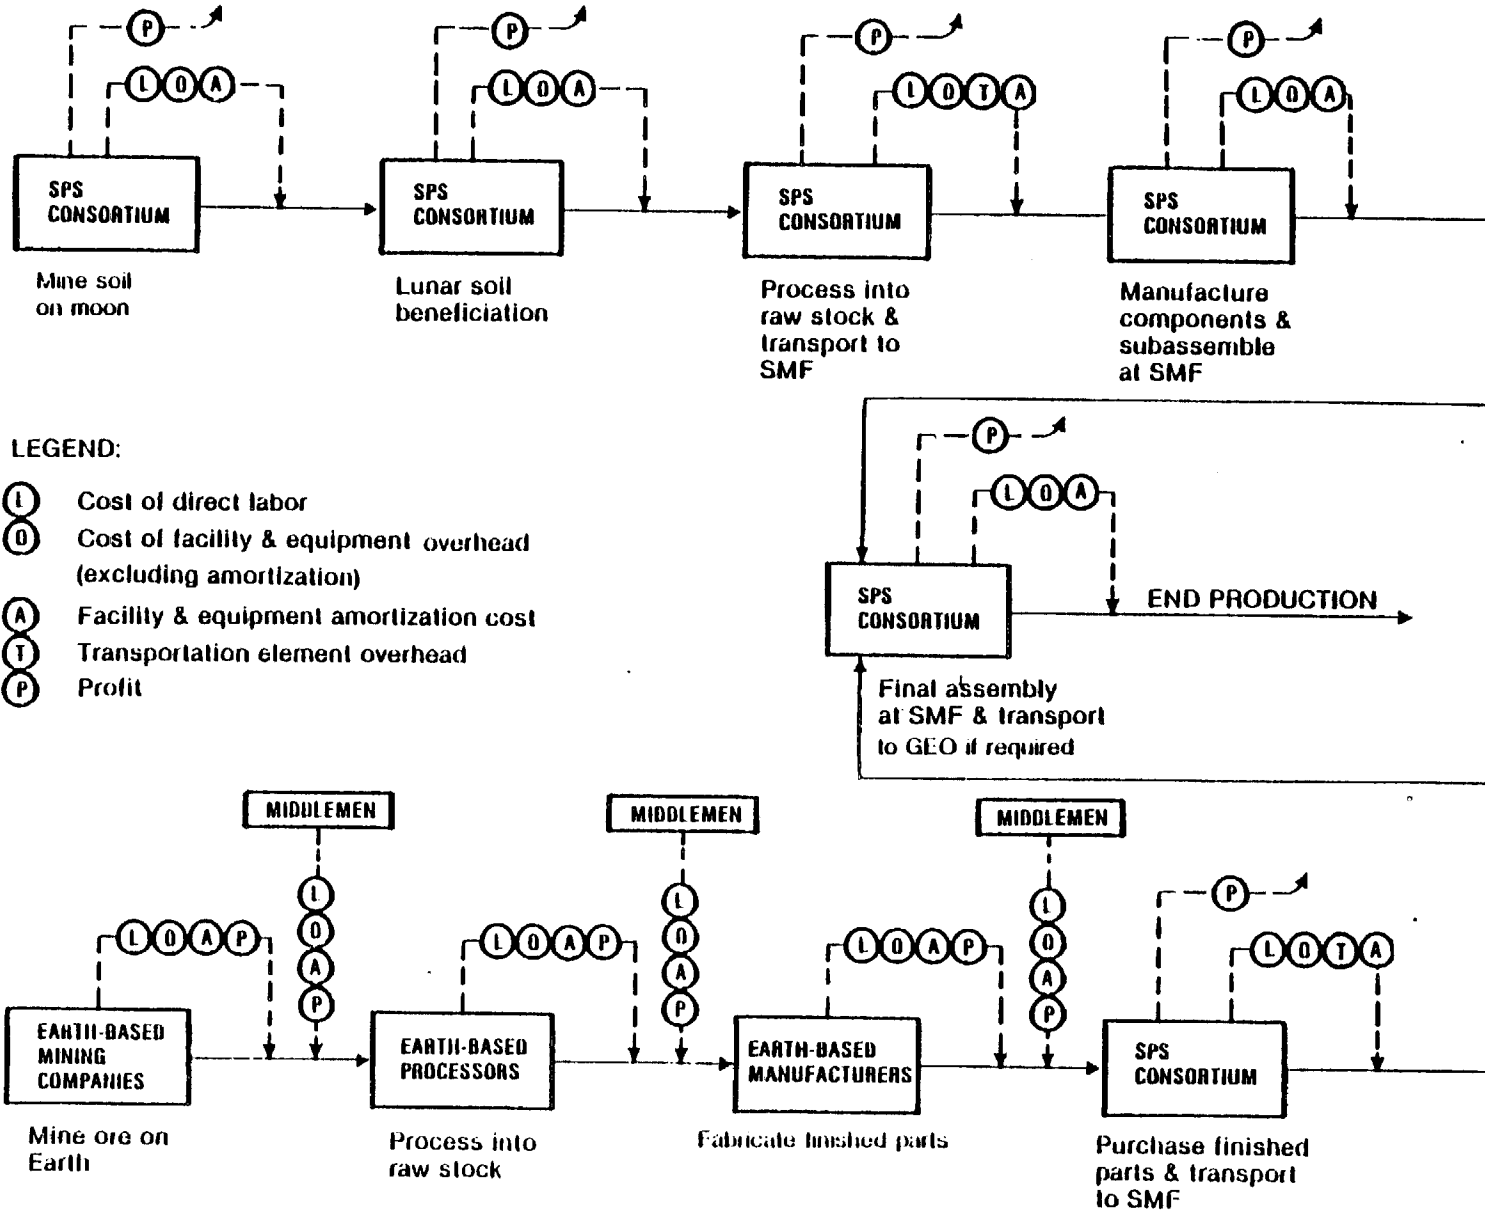 P
P
P
P
L O A
L O A
L O T A
L O A
SPS
CONSORTIUM
SPS
CONSORTIUM
SPS
CONSORTIUM
SPS
CONSORTIUM
Mine soil
on moon
Lunar soil
beneficiation
Process into
raw stock &
transport to
SMF
Manufacture
components &
subassemble
at SMF
LEGEND:
L Cost of direct labor
O Cost of facility & equipment overhead
(excluding amortization)
A Facility & equipment amortization cost
T Transportation element overhead
P Profit
P
L O A
SPS
CONSORTIUM
END PRODUCTION
Final assembly
at SMF & transport
to GEO if required
MIDDLEMEN
MIDDLEMEN
MIDDLEMEN
L O A P
L O A P
L O A P
L O A P
L O A P
L O A P
P
L O T A
EARTH-BASED
MINING
COMPANIES
EARTH-BASED
PROCESSORS
EARTH-BASED
MANUFACTURERS
SPS
CONSORTIUM
Mine ore on
Earth
Process into
raw stock
Fabricate finished parts
Purchase finished
parts & transport
to SMF